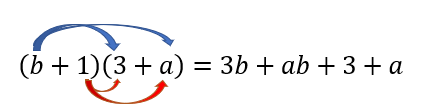 (b + 1)(3 + a) = 3b + ab + 3 + a